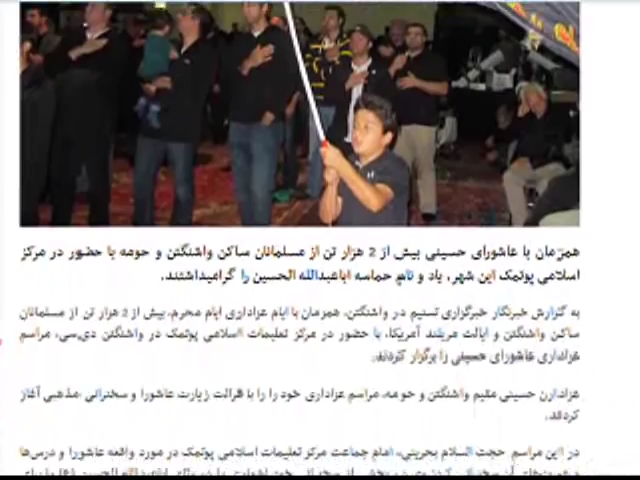 همزمان با عاشورای حسینی بیش از 2 هزار تن از مسلمانان ساکن واشنگتن و حومه با حضور در مرکز
اسلامی پوتمک این شهر، یاد و نام حماسه اباعبدالله الحسین را گرامیداشتند.
به گزارش خبرنگار خبرگزاری تسنیم در واشنگتن، همزمان با ایام عزاداری ایام محرم، بیش از 2 هزار تن از مسلمانان
ساکن واشنگتن و ایالت مریلند آمریکا، با حضور در مرکز تعلیمات اسلامی پوتمک در واشنگتن دی‌سی، مراسم
عزاداری عاشورای حسینی را برگزار کردند.
عزادارن حسینی مقیم واشنگتن و حومه، مراسم عزاداری خود را را با قرائت زیارت عاشورا و سخنرانی مذهبی آغاز
کردند.
در این مراسم حجت السلام بحرینی، امام جماعت مرکز تعلیمات اسلامی پوتمک در مورد واقعه عاشورا و درس‌ها